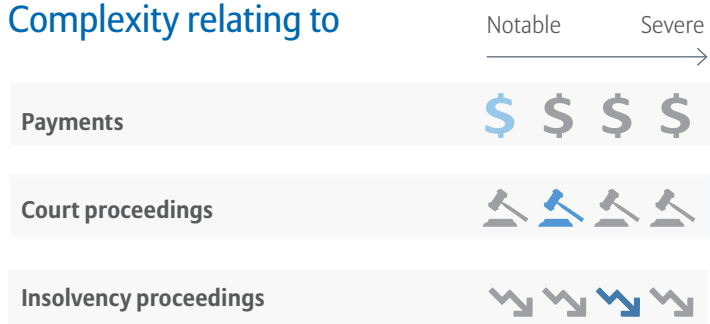 Complexity relating to
Notable Severe
Payments
$ $ $ $
Court proceedings
Insolvency proceedings